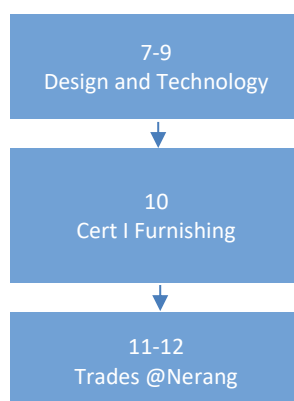 7-9
Design and Technology
10
Cert I Furnishing
11-12
Trades @Nerang